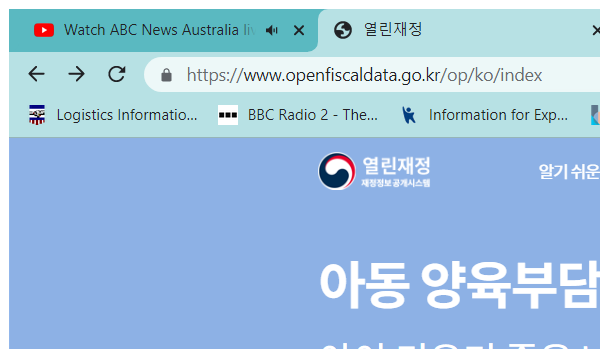 Watch ABC News Australia li
열린재정
https://www.openfiscaldata.go.kr/op/ko/index
Logistics Informatio...
BBC Radio 2 - The...
Information for Exp...
열린재정
재정정보공개시스템
알기 쉬운
아동 양육부담